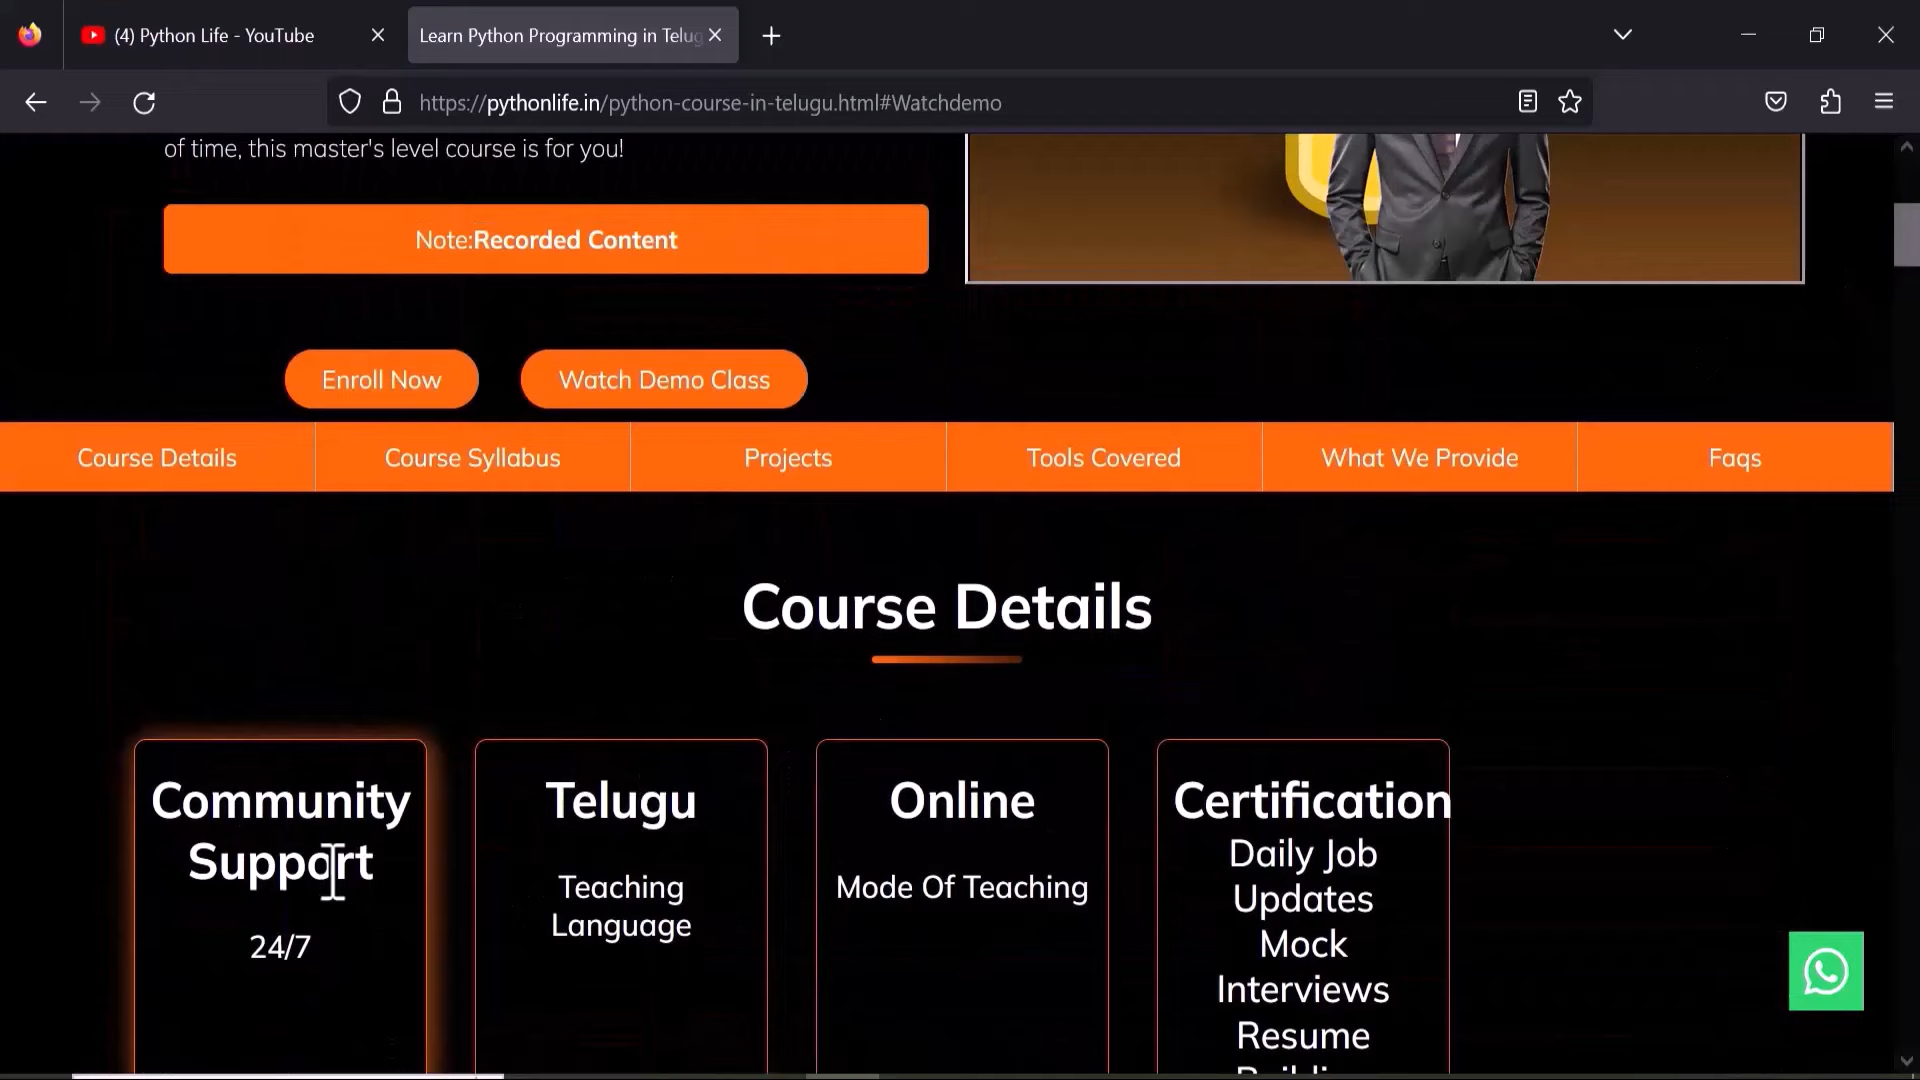 (4) Python Life - YouTube
Learn Python Programming in Telug
https://pythonlife.in/python-course-in-telugu.html#Watchdemo
of time, this master's level course is for you!
Note:Recorded Content
Enroll Now
Watch Demo Class
Course Details
Course Syllabus
Projects
Tools Covered
What We Provide
Faqs
Course Details
Community
Support
24/7
Telugu
Teaching
Language
Online
Mode Of Teaching
Certification
Daily Job
Updates
Mock
Interviews
Resume